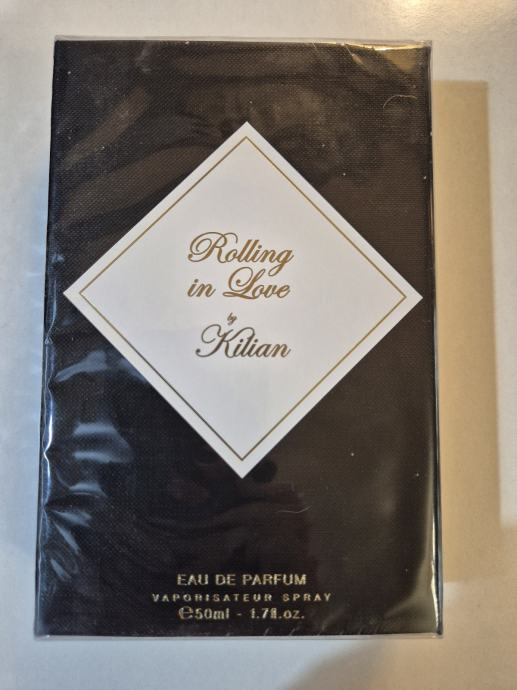 Rolling
in Love
by
Kilian
EAU DE PARFUM
VAPORISATEUR SPRAY
℮50ml - 1.7fl.oz.